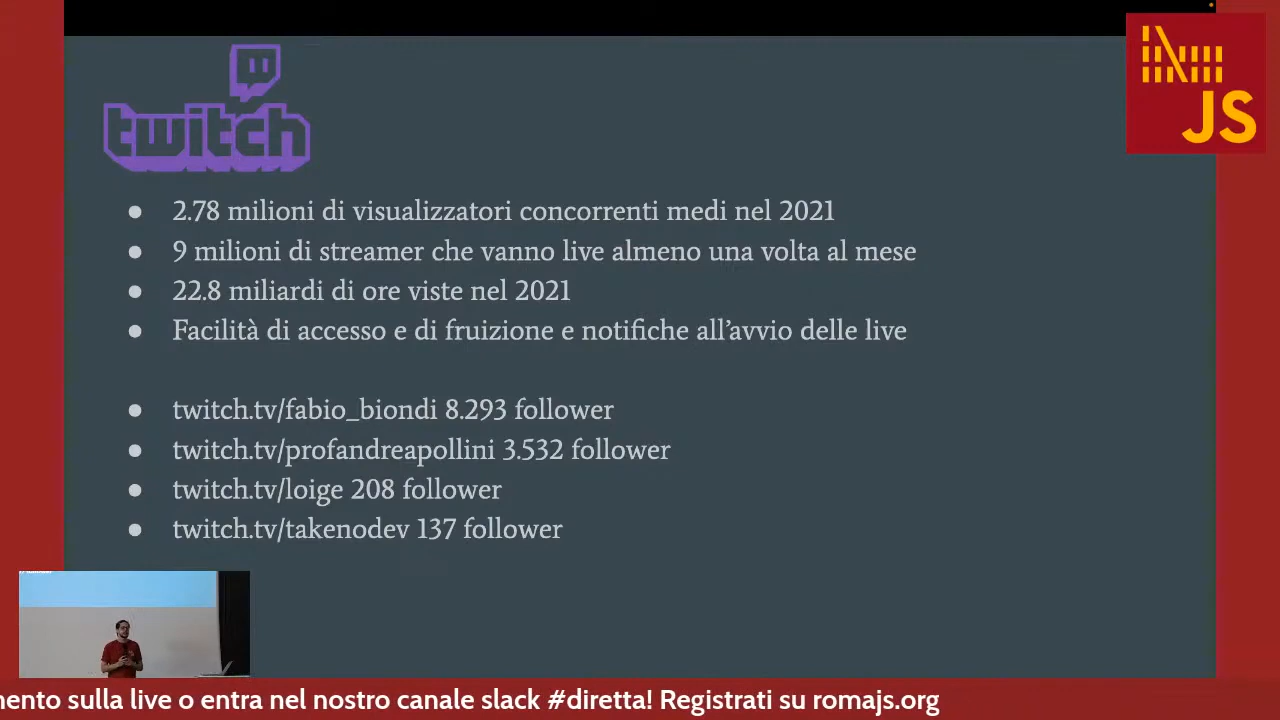 twitch
JS
● 2.78 milioni di visualizzatori concorrenti medi nel 2021
● 9 milioni di streamer che vanno live almeno una volta al mese
● 22.8 miliardi di ore viste nel 2021
● Facilità di accesso e di fruizione e notifiche all’avvio delle live
● twitch.tv/fabio_biondi 8.293 follower
● twitch.tv/profandreapollini 3.532 follower
● twitch.tv/loige 208 follower
● twitch.tv/takenodev 137 follower
mento sulla live o entra nel nostro canale slack #diretta! Registrati su romajs.org